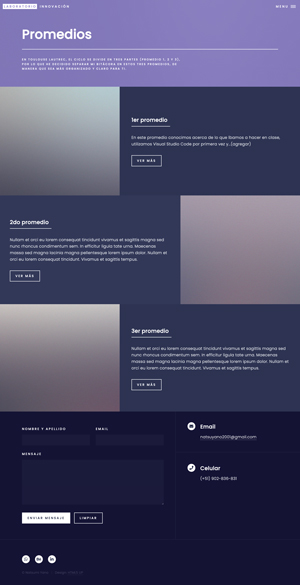 LABORATORIO INNOVACIÓN
MENU
Promedios
EN TOULOUSE LAUTREC, EL CICLO SE DIVIDE EN TRES PARTES (PROMEDIO 1, 2 Y 3),
POR LO QUE HE DECIDIDO SEPARAR MI BITÁCORA EN ESTOS TRES PROMEDIOS, DE
MANERA QUE SEA MÁS ORGANIZADO Y CLARO PARA TI.
1er promedio
En este promedio conocimos acerca de lo que íbamos a hacer en clase,
utilizamos Visual Studio Code por primera vez y...(agregar)
VER MÁS
2do promedio
Nullam et orci eu lorem consequat tincidunt vivamus et sagittis magna sed
nunc rhoncus condimentum sem. In efficitur ligula tate urna. Maecenas
massa sed magna lacinia magna pellentesque lorem ipsum dolor. Nullam et
orci eu lorem consequat tincidunt. Vivamus et sagittis tempus.
VER MÁS
3er promedio
Nullam et orci eu lorem consequat tincidunt vivamus et sagittis magna sed
nunc rhoncus condimentum sem. In efficitur ligula tate urna. Maecenas
massa sed magna lacinia magna pellentesque lorem ipsum dolor. Nullam et
orci eu lorem consequat tincidunt. Vivamus et sagittis tempus.
VER MÁS
NOMBRE Y APELLIDO
EMAIL
MENSAJE
ENVIAR MENSAJE
LIMPIAR
Email
natsuyano2001@gmail.com
Celular
(+51) 802-836-831